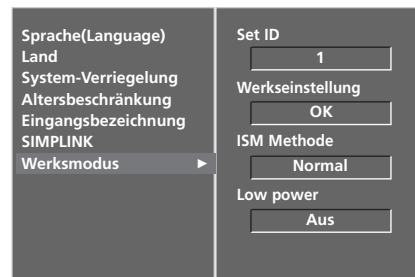 Sprache(Language)
Land
System-Verriegelung
Altersbeschränkung
Eingangsbezeichnung
SIMPLINK
Werksmodus ►
Set ID
1
Werkseinstellung
OK
ISM Methode
Normal
Low power
Aus